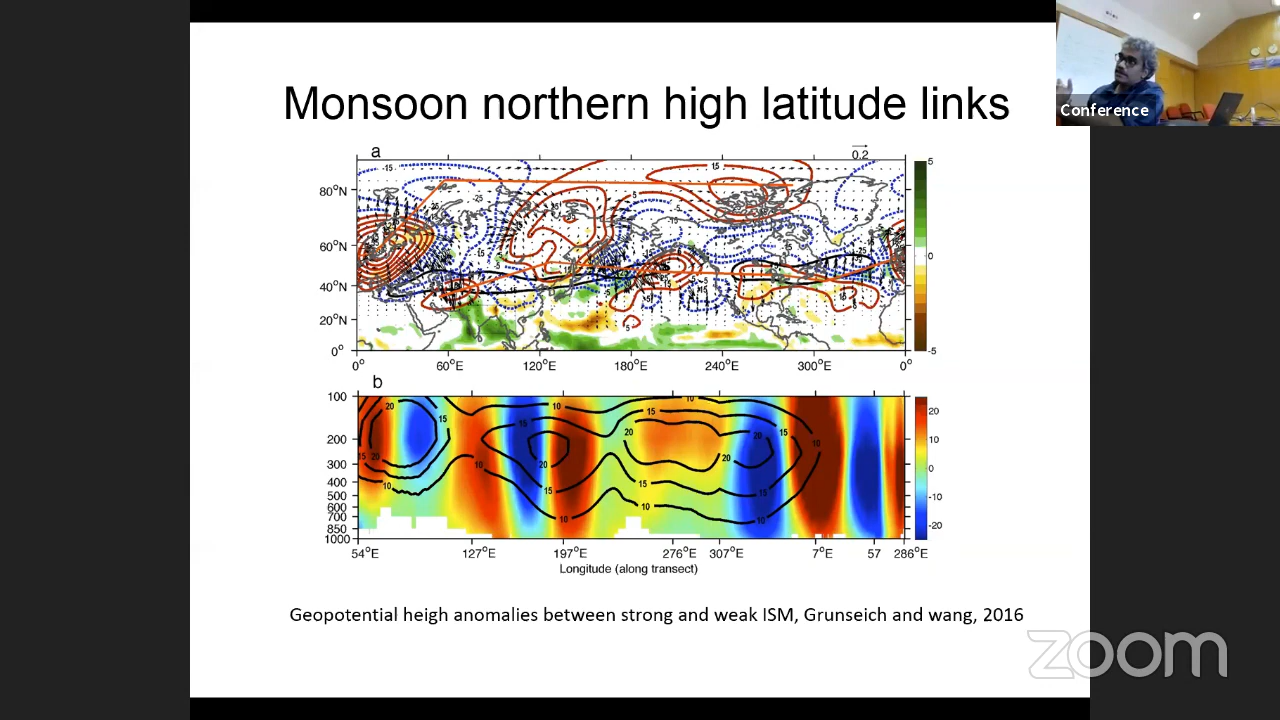 Conference
Monsoon northern high latitude links
a
0.2
80°N
60°N
40°N
20°N
0°
0° 60°E 120°E 180°E 240°E 300°E 0°
5
0
-5
b
100
200
300
400
500
600
700
850
1000
54°E 127°E 197°E 276°E 307°E 7°E 57 286°E
Longitude (along transect)
20
10
0
-10
-20
Geopotential heigh anomalies between strong and weak ISM, Grunseich and wang, 2016
zoom